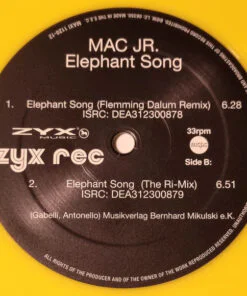 MAC JR.
Elephant Song
1. Elephant Song (Flemming Dalum Remix) 6.28
ISRC: DEA312300878
ZYX
MUSIC
33rpm
zyx rec
Side B:
2. Elephant Song (The Ri-Mix) 6.51
ISRC: DEA312300879
(Gabelli, Antonello) Musikverlag Bernhard Mikulski e.K.
ALL RIGHTS OF THE PRODUCER AND OF THE OWNER OF THE WORK REPRODUCED RESERVED.